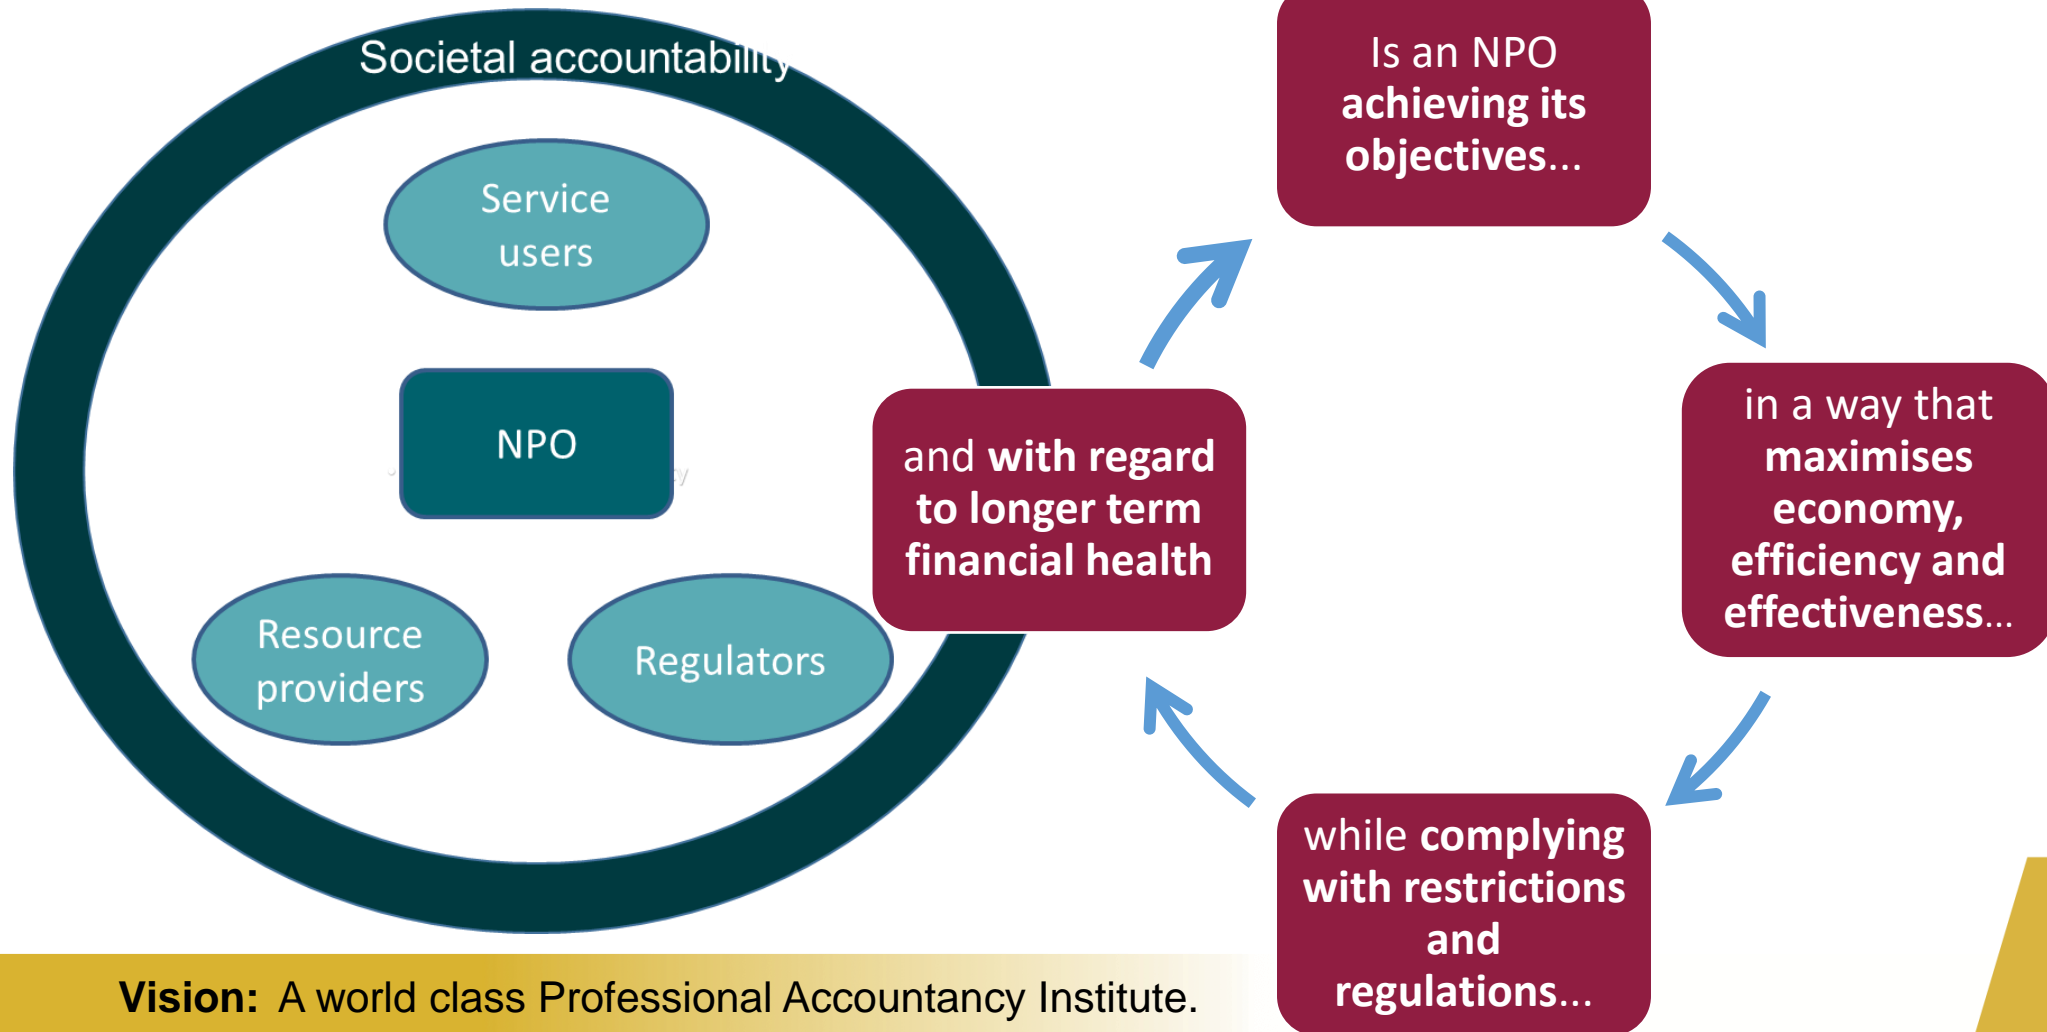 Societal accountability
Service
users
NPO
Resource
providers
Regulators
Is an NPO
achieving its
objectives...
in a way that
maximises
economy,
efficiency and
effectiveness...
while complying
with restrictions
and
regulations...
and with regard
to longer term
financial health
Vision: A world class Professional Accountancy Institute.